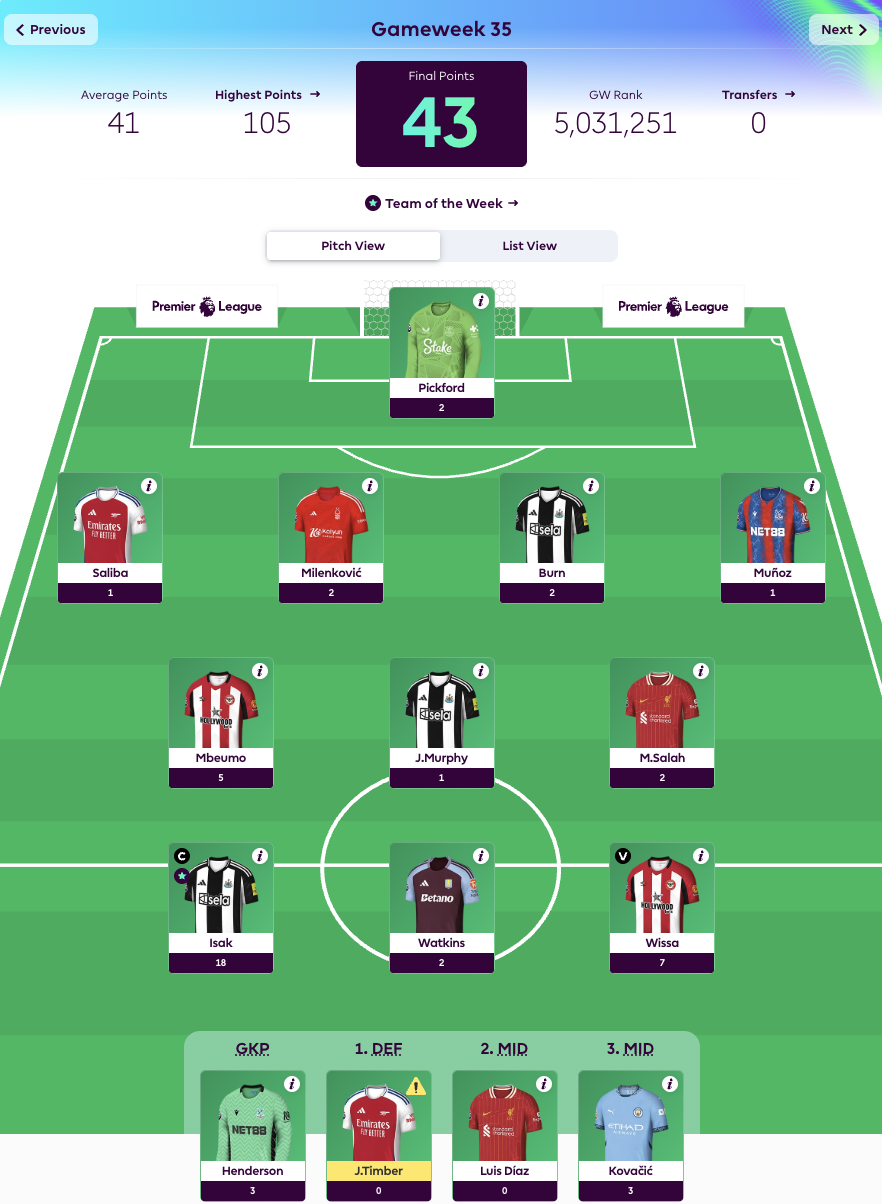 Previous
Gameweek 35
Next
Average Points
41
Highest Points →
105
Final Points
43
GW Rank
5,031,251
Transfers →
0
Team of the Week →
Pitch View
List View
Premier League
Premier League
Stake
Pickford
2
Emirates
FLY BETTER
Saliba
1
Kaiyun
Milenković
2
sela
Burn
2
NET88
Muñoz
1
HOLLYWOOD
Mbeumo
5
sela
J.Murphy
1
standard
chartered
M.Salah
2
C
sela
Isak
18
Betano
Watkins
2
V
HOLLYWOOD
Wissa
7
GKP
1. DEF
2. MID
3. MID
NET88
Henderson
3
Emirates
FLY BETTER
J.Timber
0
standard
chartered
Luis Díaz
0
ETIHAD
AIRWAYS
Kovačić
3